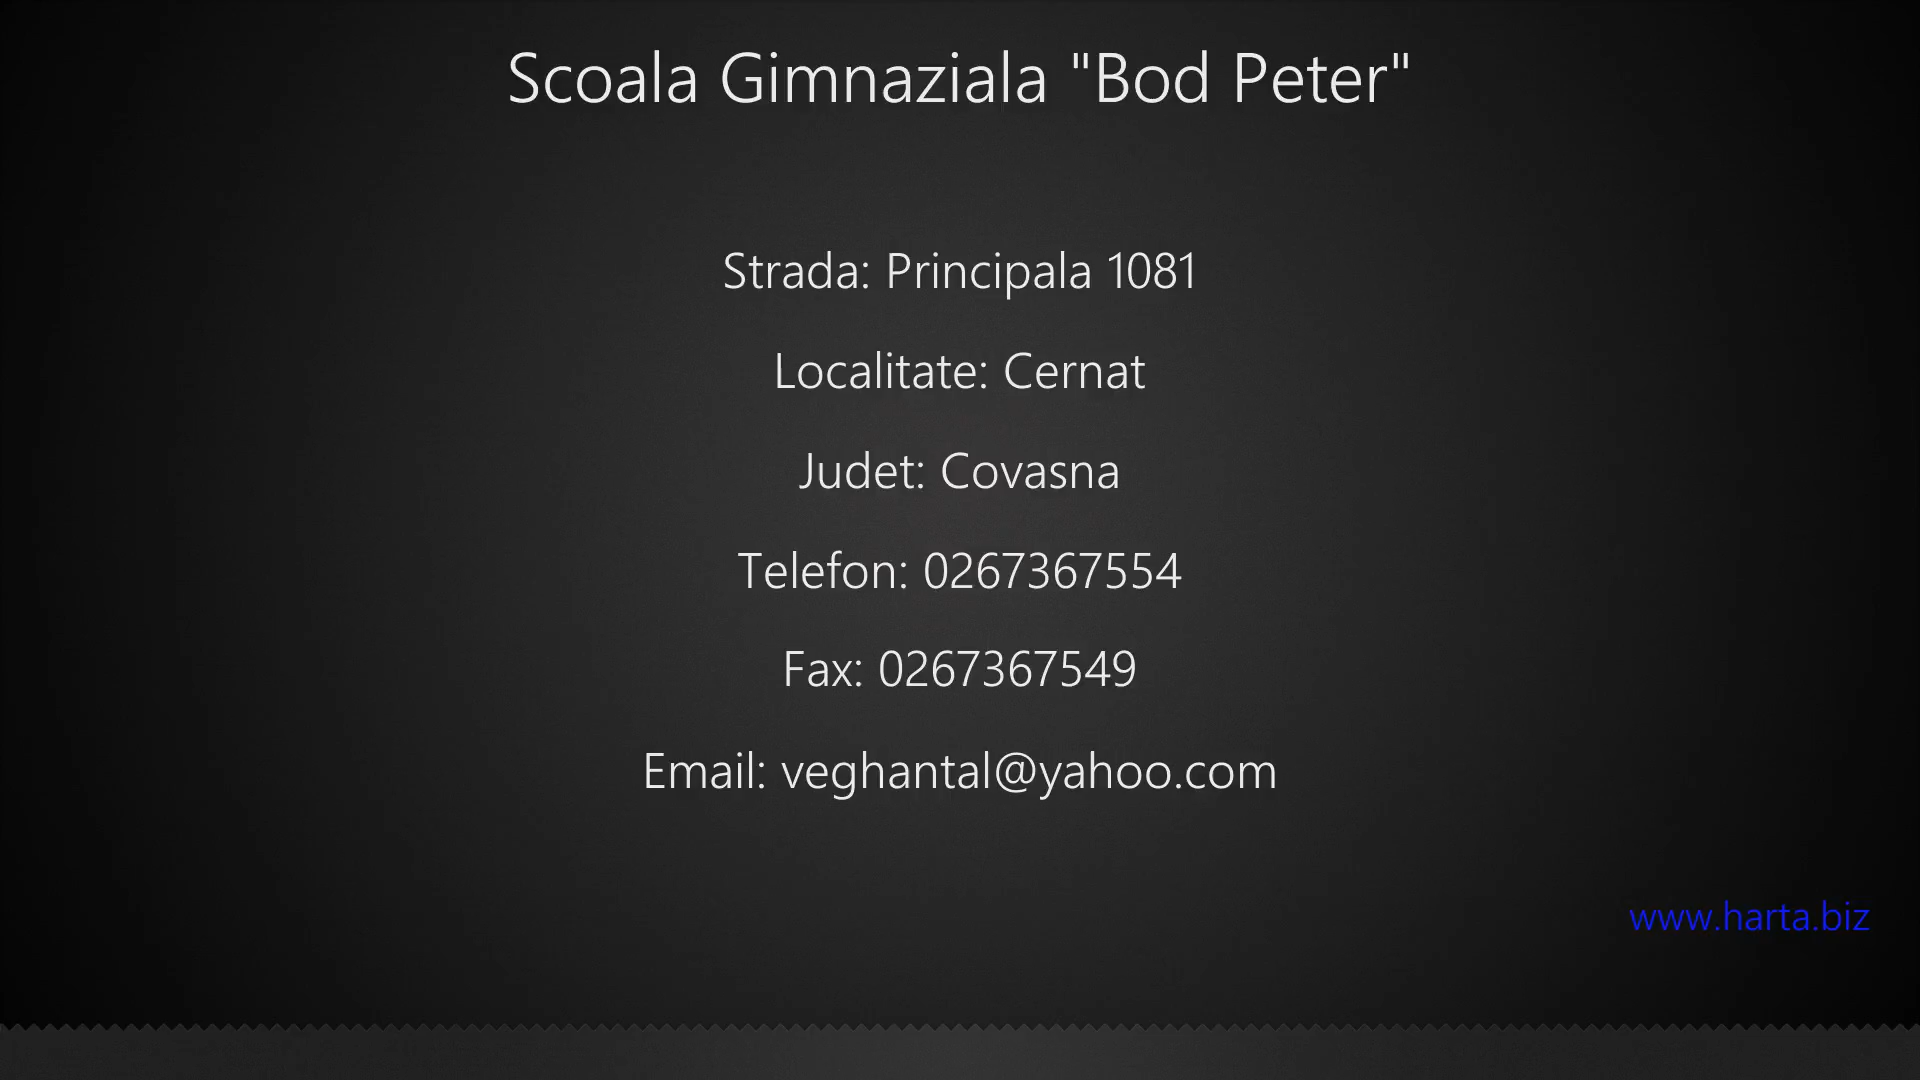 Scoala Gimnaziala "Bod Peter"
Strada: Principala 1081
Localitate: Cernat
Judet: Covasna
Telefon: 0267367554
Fax: 0267367549
Email: veghantal@yahoo.com
www.harta.biz